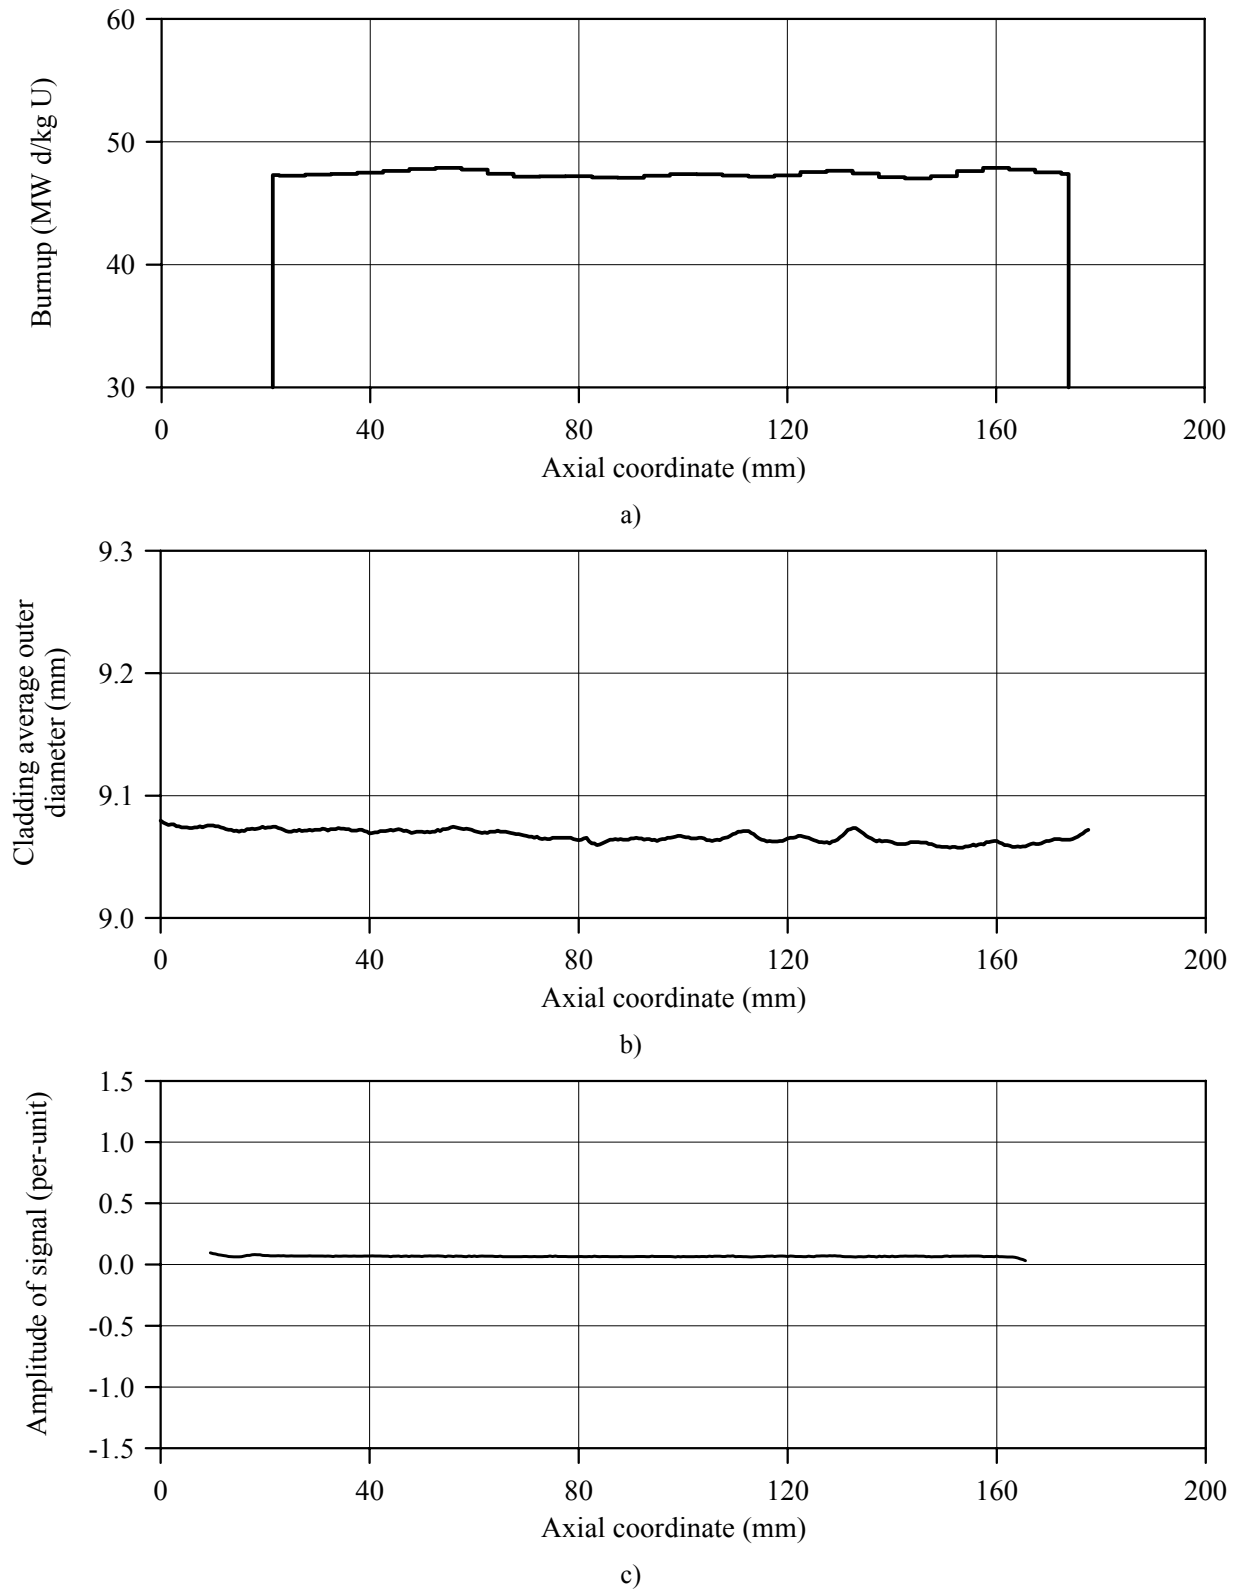 60
50
40
30
Burnup (MW d/kg U)
0 40 80 120 160 200
Axial coordinate (mm)
a)
9.3
9.2
9.1
9.0
Cladding average outer
diameter (mm)
0 40 80 120 160 200
Axial coordinate (mm)
b)
1.5
1.0
0.5
0.0
-0.5
-1.0
-1.5
Amplitude of signal (per-unit)
0 40 80 120 160 200
Axial coordinate (mm)
c)